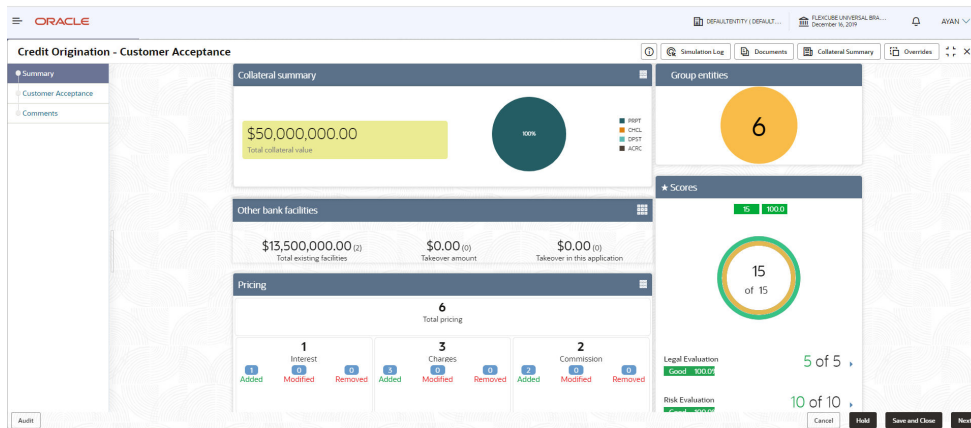 ORACLE
DEFAULTENTITY ( DEFAULT....
FLEXCUBE UNIVERSAL BRA...
December 16, 2019
AYAN
Credit Origination - Customer Acceptance
Simulation Log
Documents
Collateral Summary
Overrides
Summary
Customer Acceptance
Comments
Collateral summary
$50,000,000.00
Total collateral value
100%
PRPT
CHCL
DPST
ACRC
Group entities
6
Other bank facilities
$13,500,000.00 (2)
Total existing facilities
$0.00 (0)
Takeover amount
$0.00 (0)
Takeover in this application
Scores
15 100.0
15
of 15
Legal Evaluation
Good 100.0%
5 of 5
Risk Evaluation
Good 100.0%
10 of 10
Pricing
6
Total pricing
1
Interest
1 0 0
Added Modified Removed
3
Charges
3 0 0
Added Modified Removed
2
Commission
2 0 0
Added Modified Removed
Audit
Cancel
Hold
Save and Close
Next